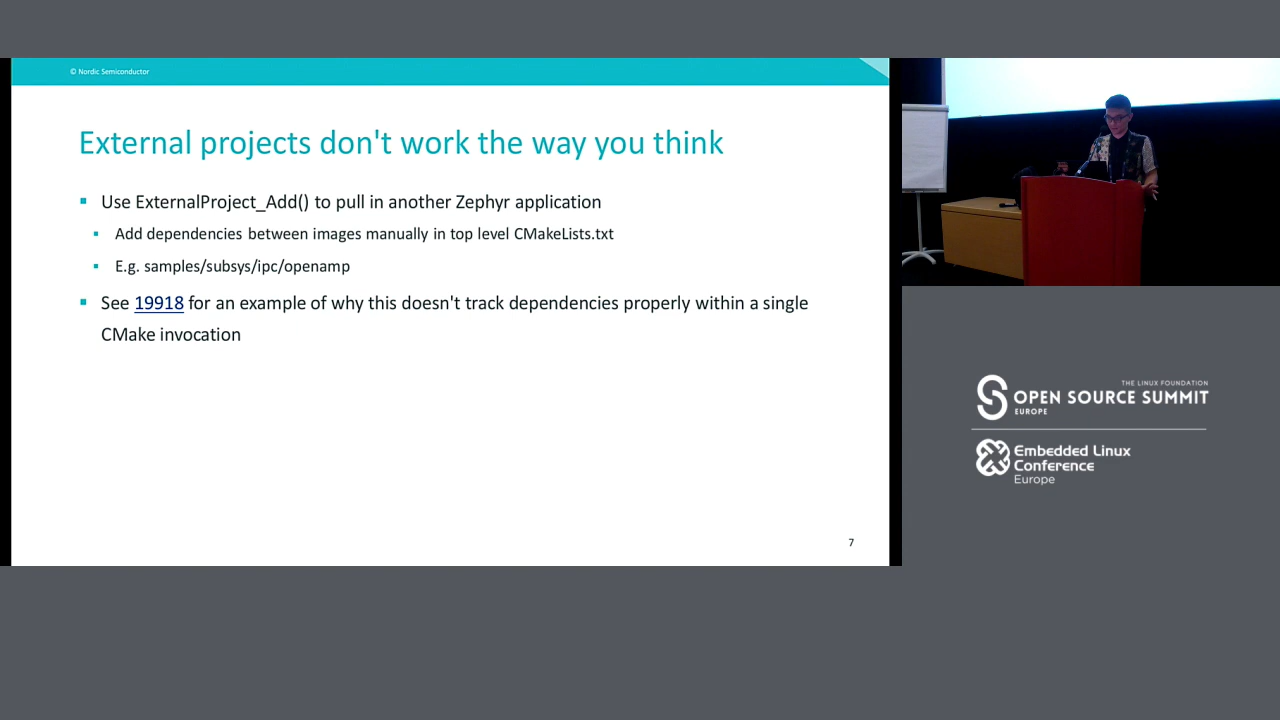 © Nordic Semiconductor
External projects don't work the way you think
Use ExternalProject_Add() to pull in another Zephyr application
Add dependencies between images manually in top level CMakeLists.txt
E.g. samples/subsys/ipc/openamp
See 19918 for an example of why this doesn't track dependencies properly within a single
CMake invocation
7
THE LINUX FOUNDATION
OPEN SOURCE SUMMIT
EUROPE
Embedded Linux
Conference
Europe